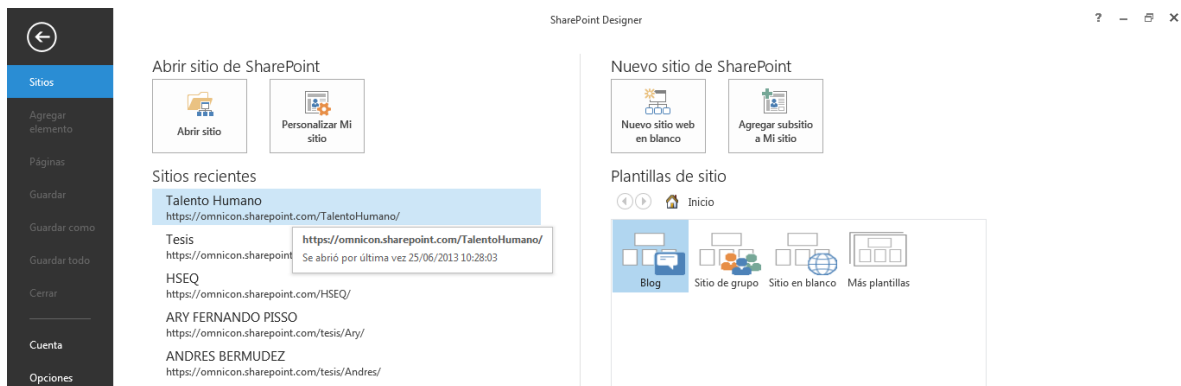 SharePoint Designer
?
Sitios
Agregar
elemento
Páginas
Guardar
Guardar como
Guardar todo
Cerrar
Cuenta
Opciones
Abrir sitio de SharePoint
Abrir sitio
Personalizar Mi
sitio
Sitios recientes
Talento Humano
https://omnicon.sharepoint.com/TalentoHumano/
Tesis
https://omnicon.sharepoint
https://omnicon.sharepoint.com/TalentoHumano/
Se abrió por última vez 25/06/2013 10:28:03
HSEQ
https://omnicon.sharepoint.com/HSEQ/
ARY FERNANDO PISSO
https://omnicon.sharepoint.com/tesis/Ary/
ANDRES BERMUDEZ
https://omnicon.sharepoint.com/tesis/Andres/
Nuevo sitio de SharePoint
Nuevo sitio web
en blanco
Agregar subsitio
a Mi sitio
Plantillas de sitio
Inicio
Blog
Sitio de grupo
Sitio en blanco
Más plantillas